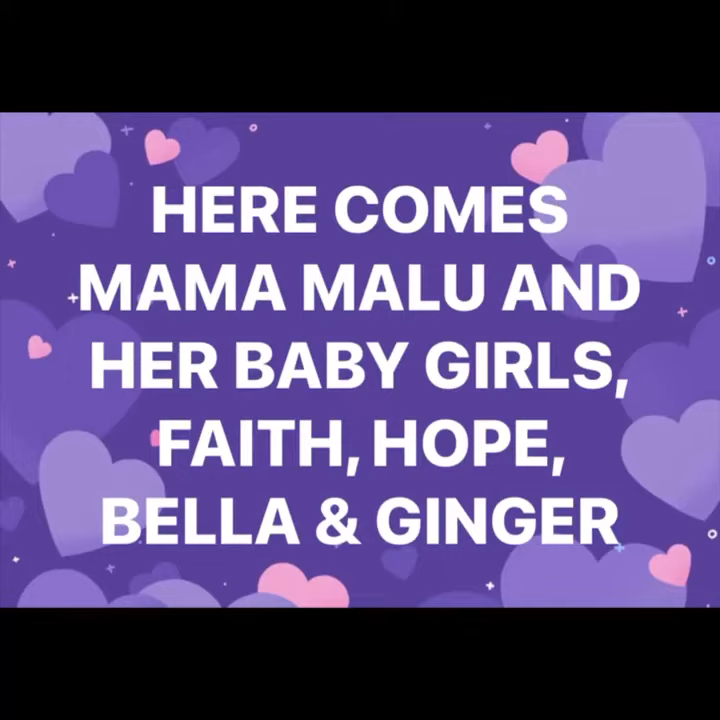 HERE COMES
MAMA MALU AND
HER BABY GIRLS,
FAITH, HOPE,
BELLA & GINGER